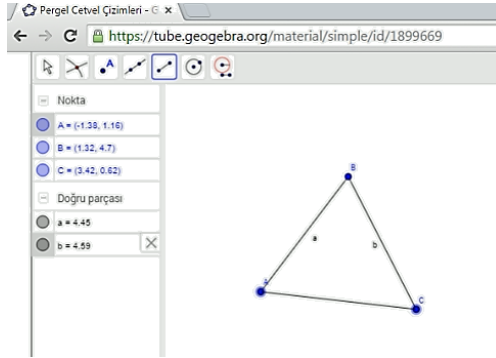 Pergel Cetvel Çizimleri - G
https://tube.geogebra.org/material/simple/id/1899669
A
Nokta
A = (-1.38, 1.16)
B = (1.32, 4.7)
C = (3.42, 0.62)
Doğru parçası
a = 4.45
b = 4.59
B
a
b
A
C